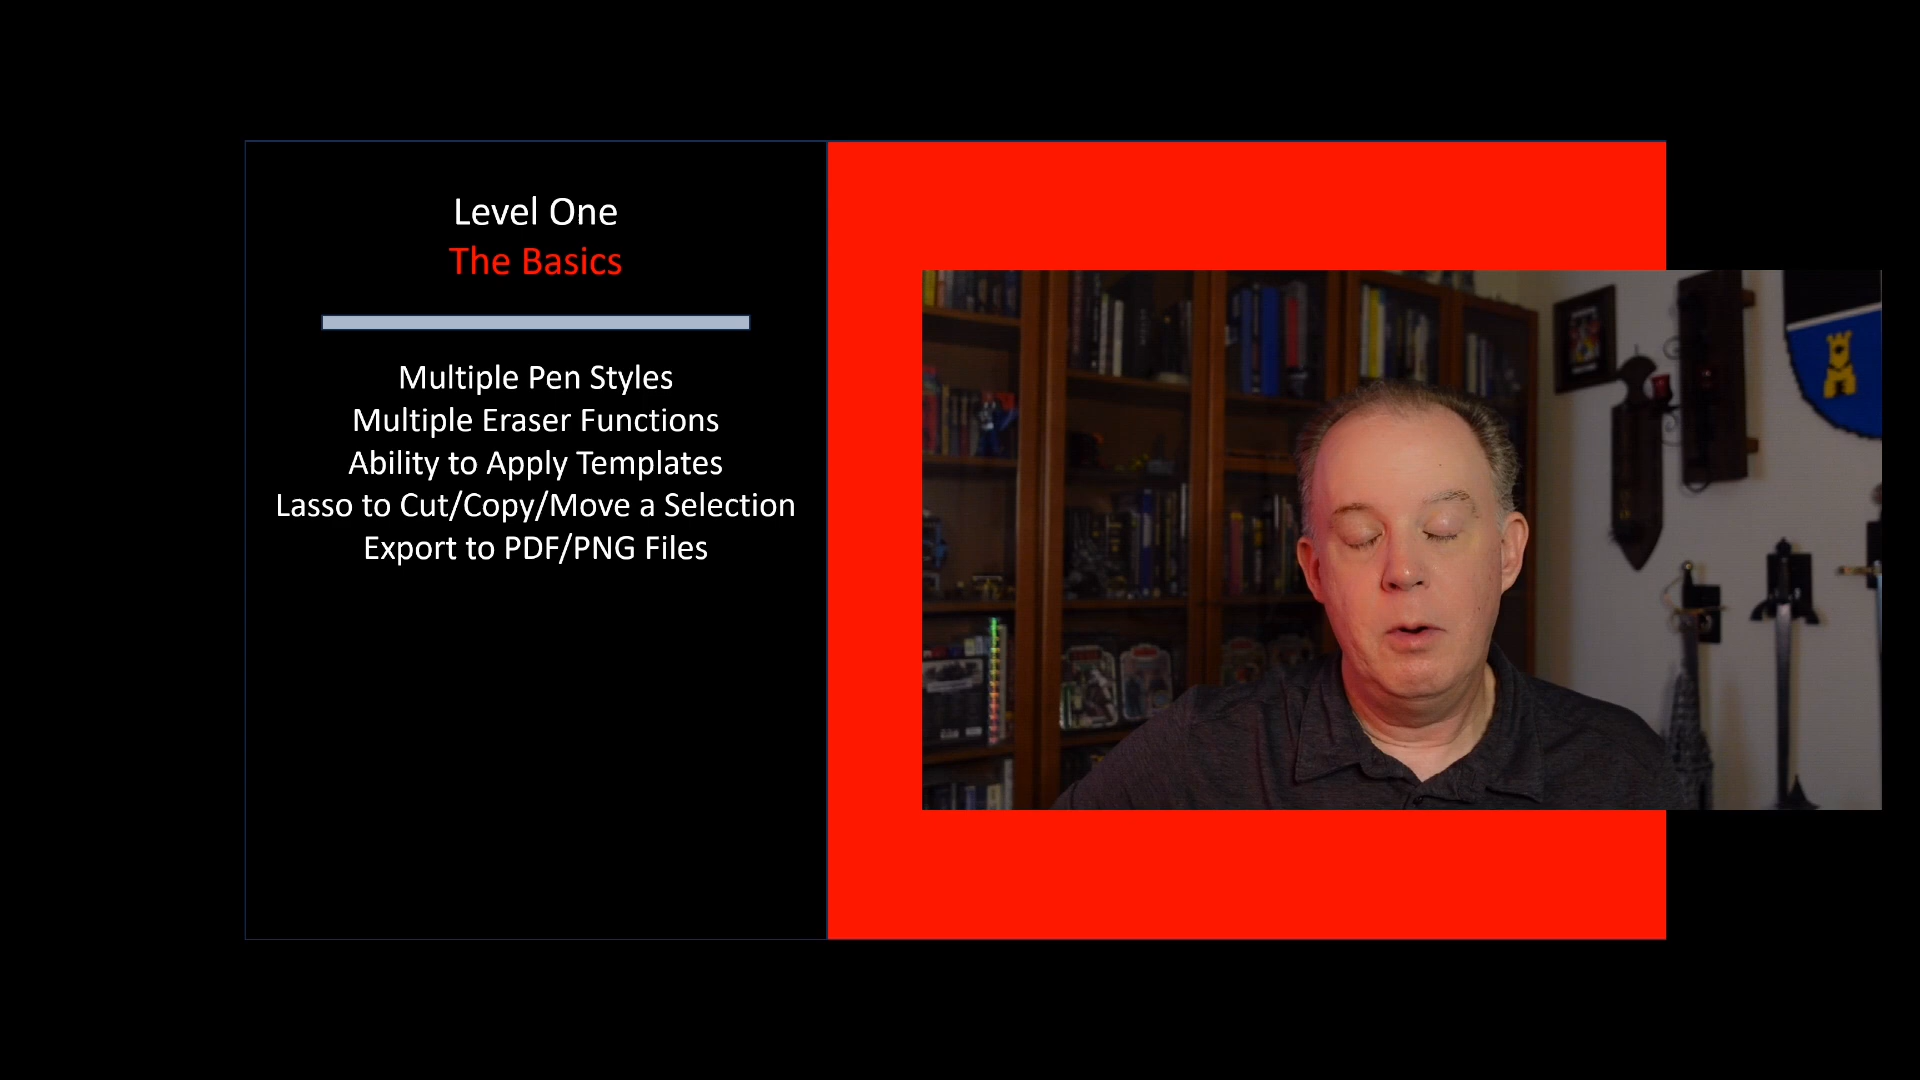 Level One
The Basics
Multiple Pen Styles
Multiple Eraser Functions
Ability to Apply Templates
Lasso to Cut/Copy/Move a Selection
Export to PDF/PNG Files